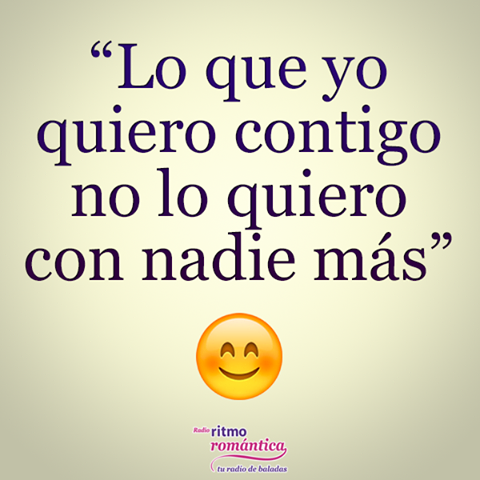 “Lo que yo
quiero contigo
no lo quiero
con nadie más”
Radio ritmo
romántica
tu radio de baladas